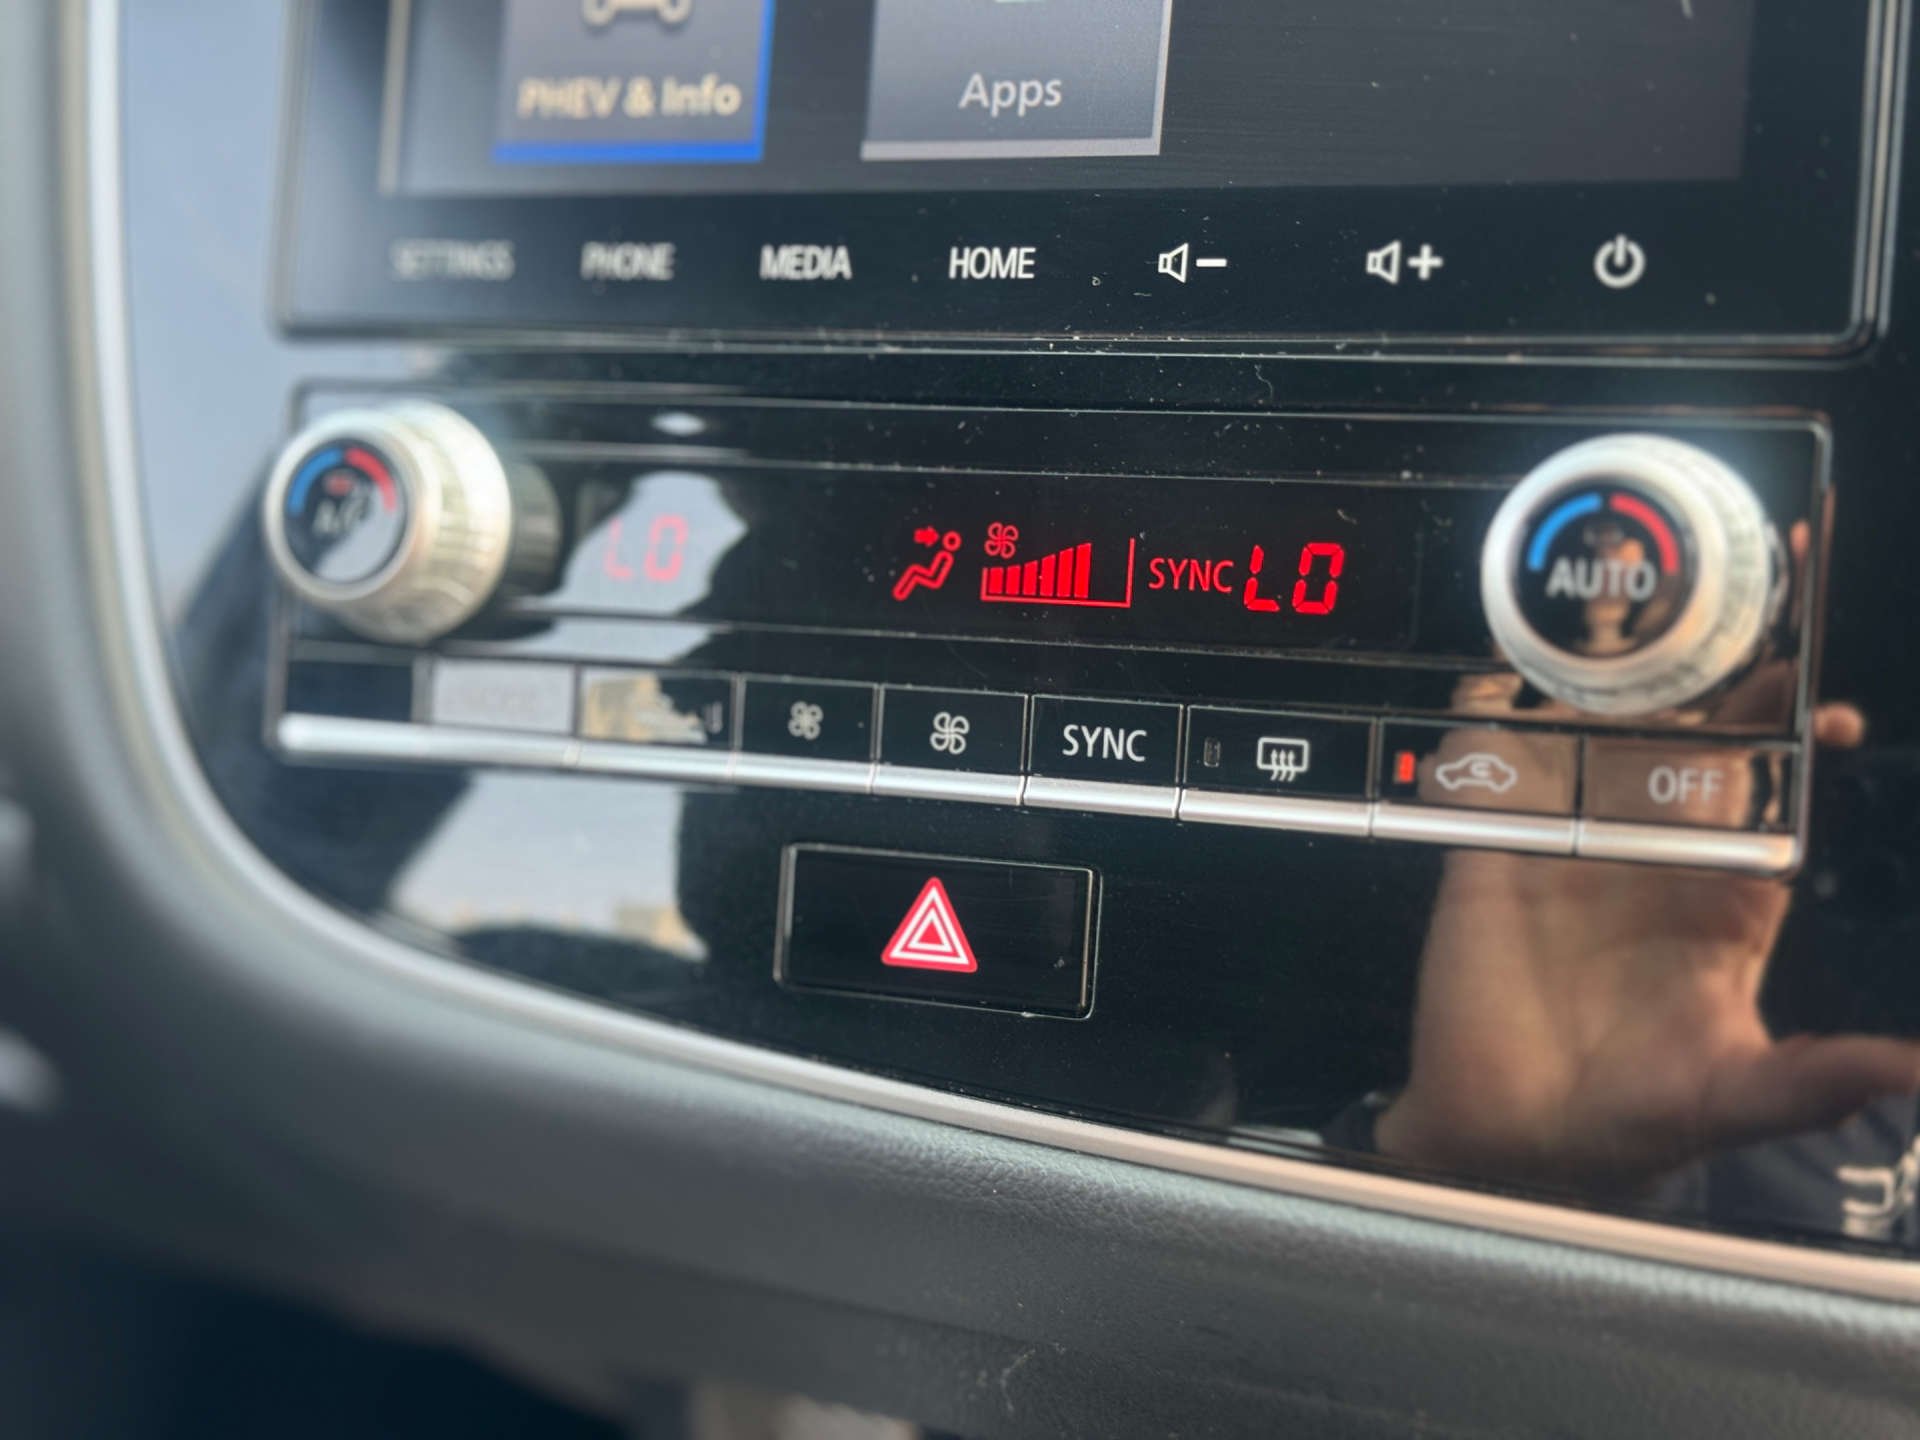 PHEV & Info
Apps
SETTINGS
PHONE
MEDIA
HOME
A/C
LO
SYNC
LO
AUTO
SYNC
OFF